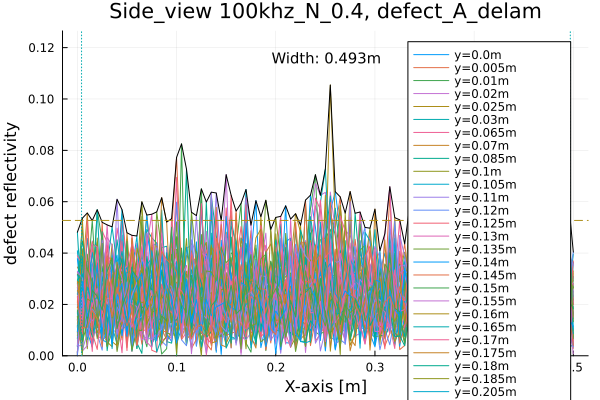 Side_view 100khz_N_0.4, defect_A_delam
Width: 0.493m
defect reflectivity
0.12
0.10
0.08
0.06
0.04
0.02
0.00
0.0
0.1
0.2
0.3
.5
X-axis [m]
y=0.0m
y=0.005m
y=0.01m
y=0.02m
y=0.025m
y=0.03m
y=0.065m
y=0.07m
y=0.085m
y=0.1m
y=0.105m
y=0.11m
y=0.12m
y=0.125m
y=0.13m
y=0.135m
y=0.14m
y=0.145m
y=0.15m
y=0.155m
y=0.16m
y=0.165m
y=0.17m
y=0.175m
y=0.18m
y=0.185m
y=0.205m